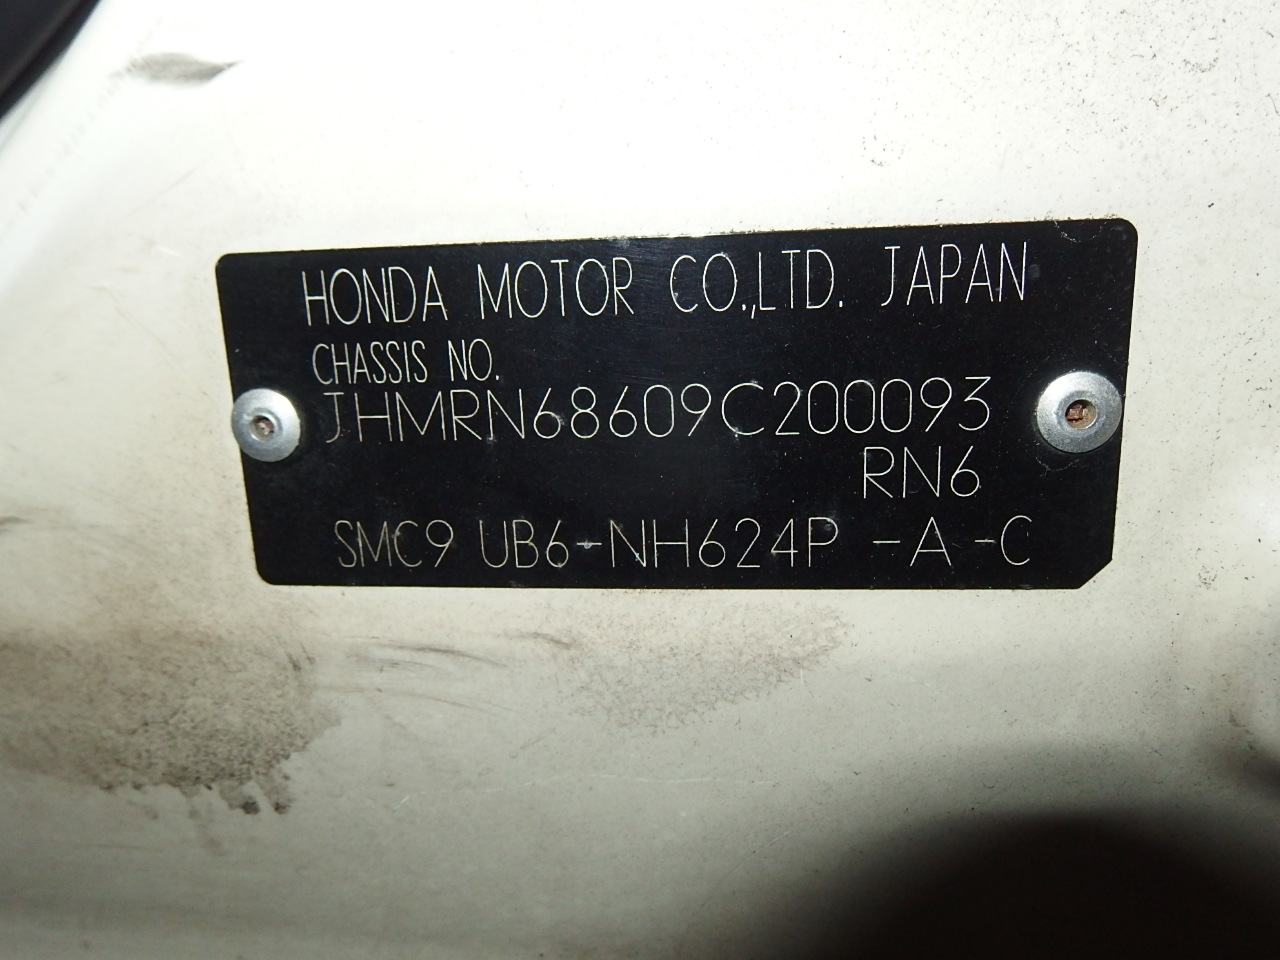 HONDA MOTOR CO.,LTD. JAPAN
CHASSIS NO.
JHMRN68609C200093
RN6
SMC9 UB6-NH624P -A -C